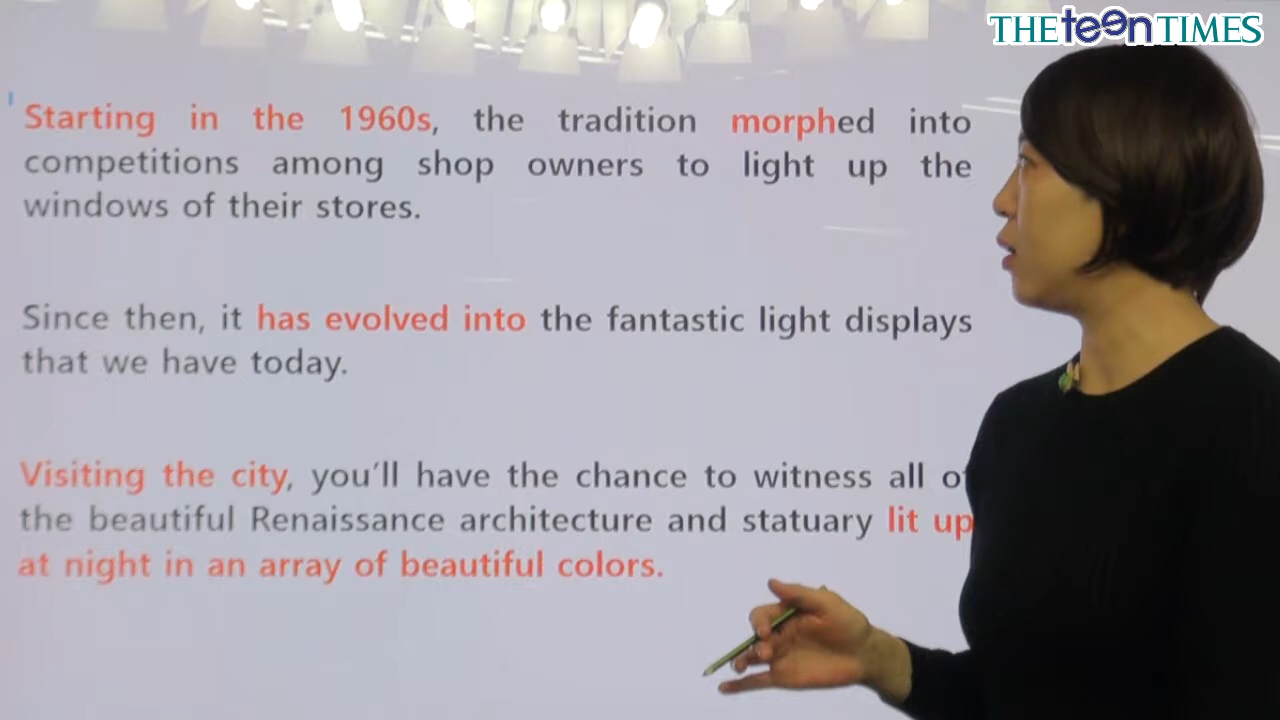 THE teen TIMES
Starting in the 1960s, the tradition morphed into
competitions among shop owners to light up the
windows of their stores.
Since then, it has evolved into the fantastic light displays
that we have today.
Visiting the city, you'll have the chance to witness all of
the beautiful Renaissance architecture and statuary lit up
at night in an array of beautiful colors.